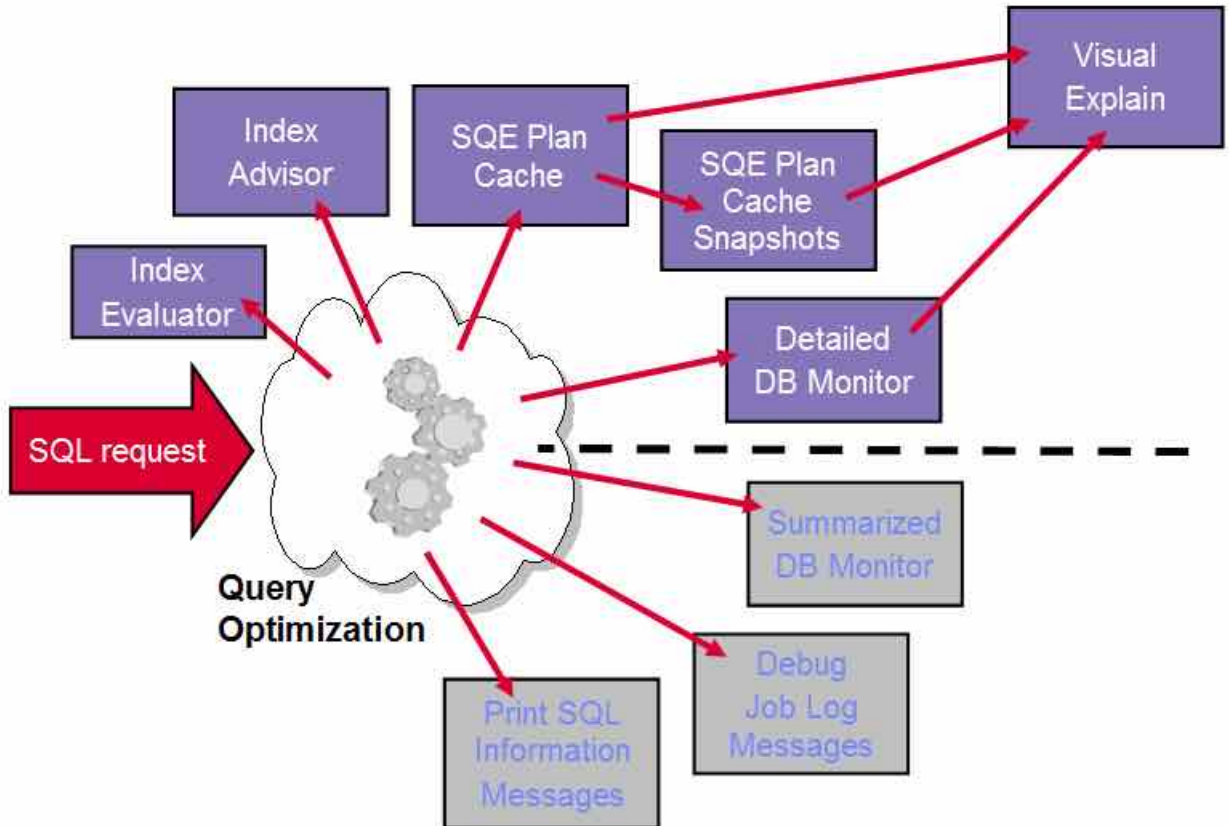 Visual
Explain
Index
Advisor
SQE Plan
Cache
SQE Plan
Cache
Snapshots
Index
Evaluator
Detailed
DB Monitor
SQL request
Summarized
DB Monitor
Query
Optimization
Debug
Job Log
Messages
Print SQL
Information
Messages